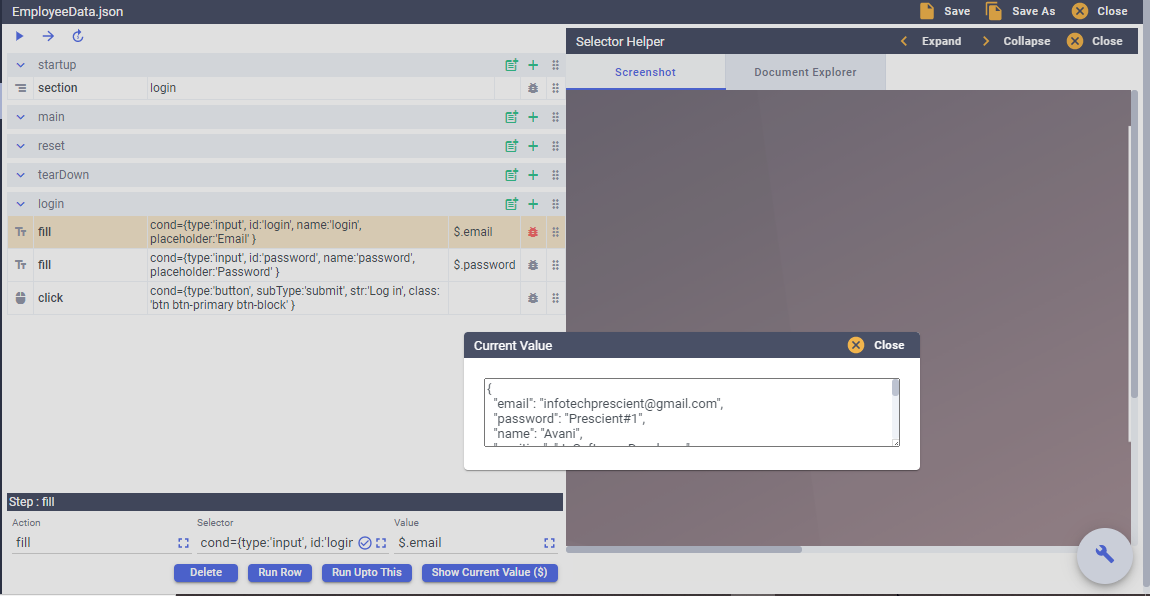 EmployeeData.json Save Save As Close
Selector Helper Expand Collapse Close
Screenshot Document Explorer
startup
section login
main
reset
tearDown
login
fill cond={type:'input', id:'login', name:'login', placeholder:'Email' } $.email
fill cond={type:'input', id:'password', name:'password', placeholder:'Password' } $.password
click cond={type:'button', subType:'submit', str:'Log in', class: 'btn btn-primary btn-block' }
Current Value Close
{
"email": "infotechprescient@gmail.com",
"password": "Prescient#1",
"name": "Avani",
Step : fill
Action Selector Value
fill cond={type:'input', id:'login $.email
Delete Run Row Run Upto This Show Current Value ($)